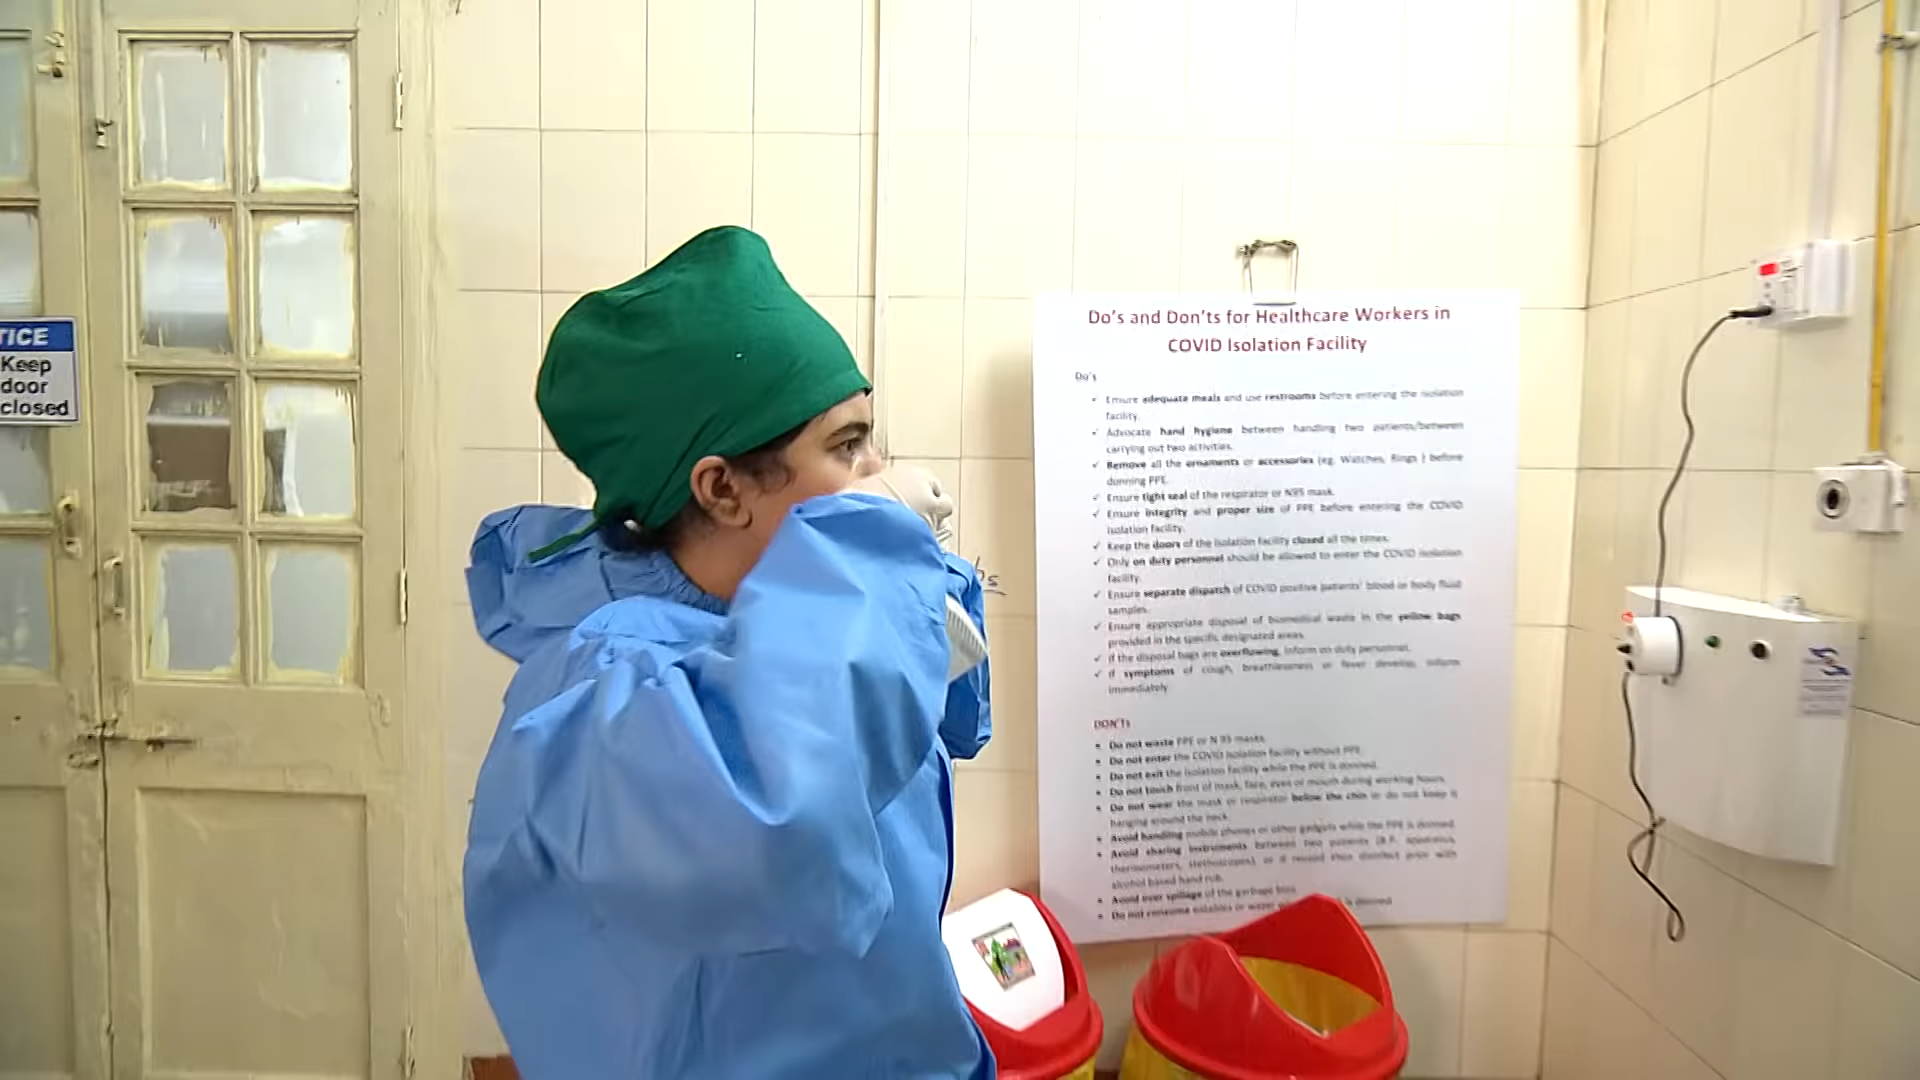 TICE
Keep
door
closed
Do's and Don'ts for Healthcare Workers in
COVID Isolation Facility
Do's
Ensure adequate meals and use restrooms before entering the isolation
facility.
Advocate hand hygiene between handling two patients/between
carrying out two activities.
Remove all the ornaments or accessories (eg. Watches, Rings ) before
donning PPE.
Ensure tight seal of the respirator or N95 mask.
Ensure integrity and proper size of PPE before entering the COVID
isolation facility.
Keep the doors of the isolation facility closed all the times.
Only on duty personnel should be allowed to enter the COVID isolation
facility.
Ensure separate dispatch of COVID positive patients' blood or body fluid
samples.
Ensure appropriate disposal of biomedical waste in the yellow bags
provided in the specific designated areas.
If the disposal bags are overflowing, inform on duty personnel.
If symptoms of cough, breathlessness or fever develop, inform
immediately
DON'Ts
Do not waste PPE or N 95 masks.
Do not enter the COVID isolation facility without PPE.
Do not exit the isolation facility while the PPE is donned.
Do not touch front of mask, face, eyes or mouth during working hours.
Do not wear the mask or respirator below the chin or do not keep it
hanging around the neck.
Avoid handling mobile phones or other gadgets while the PPE is donned.
Avoid sharing instruments between two patients (B.P. apparatus,
thermometers, stethoscopes), or if reused then disinfect prior with
alcohol based hand rub.
Avoid over spillage of the garbage bins.
Do not consume eatables or water is donned.